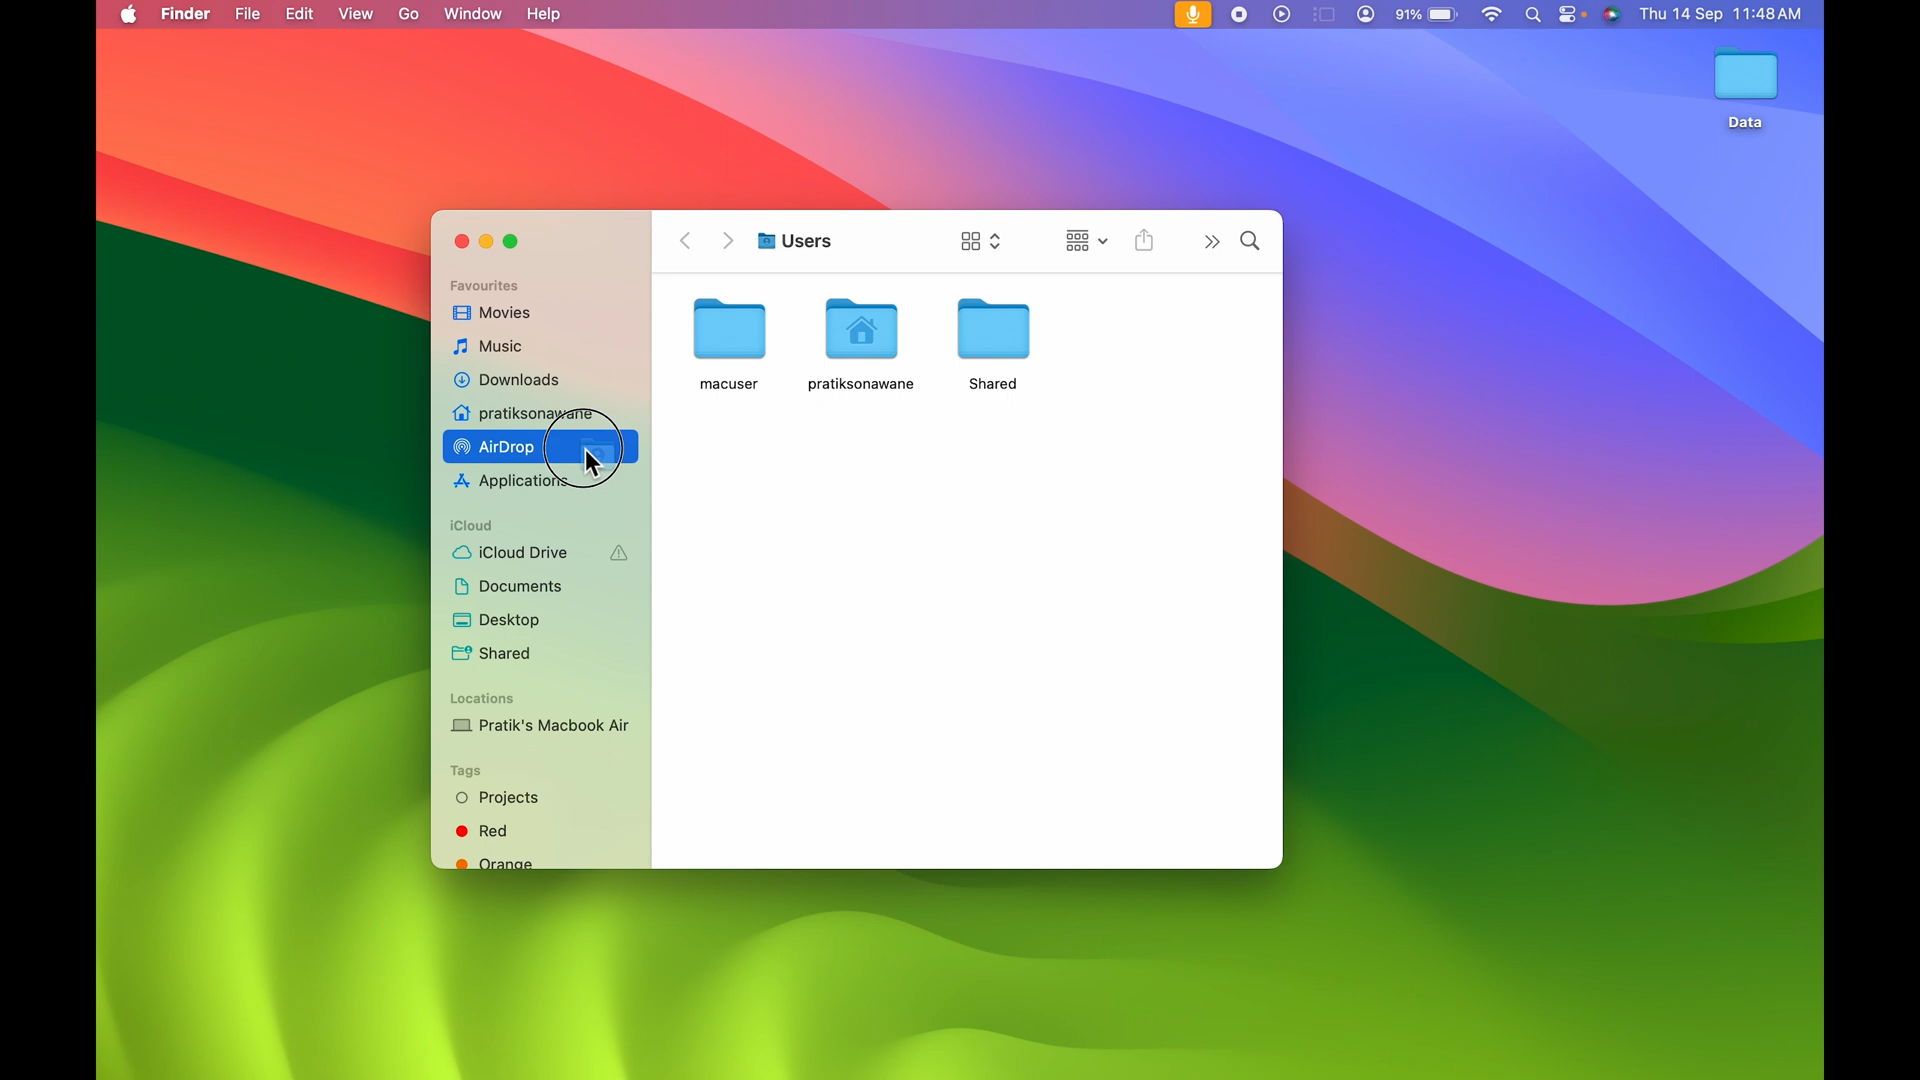 Finder File Edit View Go Window Help 91% Thu 14 Sep 11:48 AM
Data
Users
Favourites
Movies
Music
Downloads
pratiksonawane
AirDrop
Applications
iCloud
iCloud Drive
Documents
Desktop
Shared
Locations
Pratik's Macbook Air
Tags
Projects
Red
Orange
macuser pratiksonawane Shared